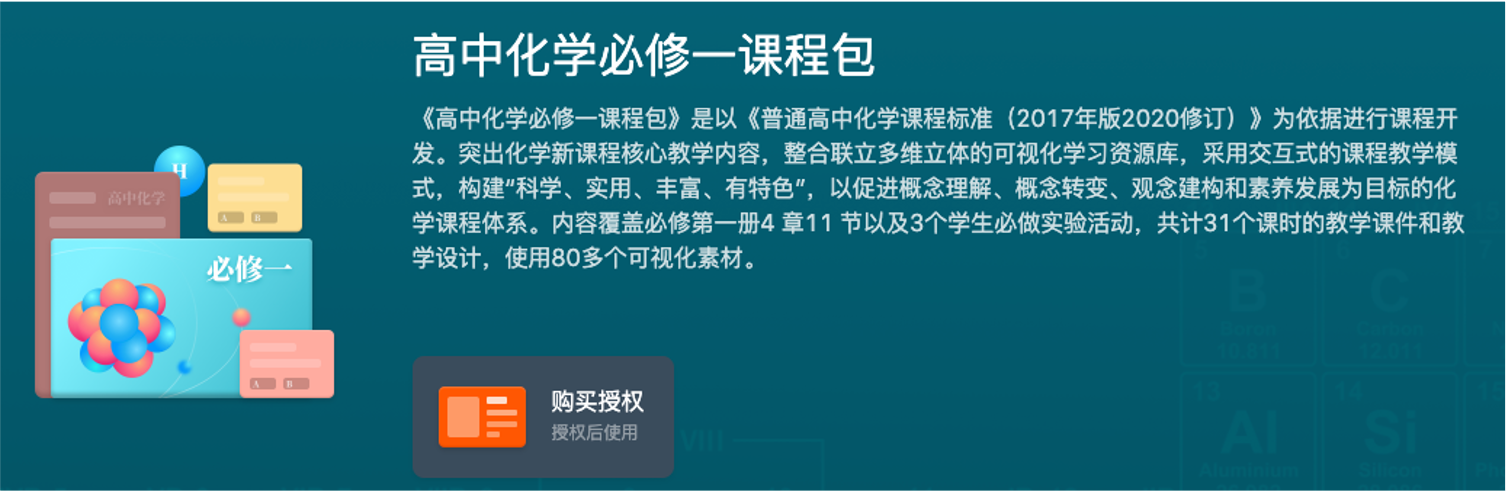 高中化学必修一课程包
《高中化学必修一课程包》是以《普通高中化学课程标准（2017年版2020修订）》为依据进行课程开
发。突出化学新课程核心教学内容，整合联立多维立体的可视化学习资源库，采用交互式的课程教学模
式，构建“科学、实用、丰富、有特色”，以促进概念理解、概念转变、观念建构和素养发展为目标的化
学课程体系。内容覆盖必修第一册4 章11 节以及3个学生必做实验活动，共计31个课时的教学课件和教
学设计，使用80多个可视化素材。
H
高中化学
A B
必修一
A B
购买授权
授权后使用
VIII
5 6 7
B C
Boron Carbon
10.811 12.011
13 14 15
Al Si
Aluminium Silicon